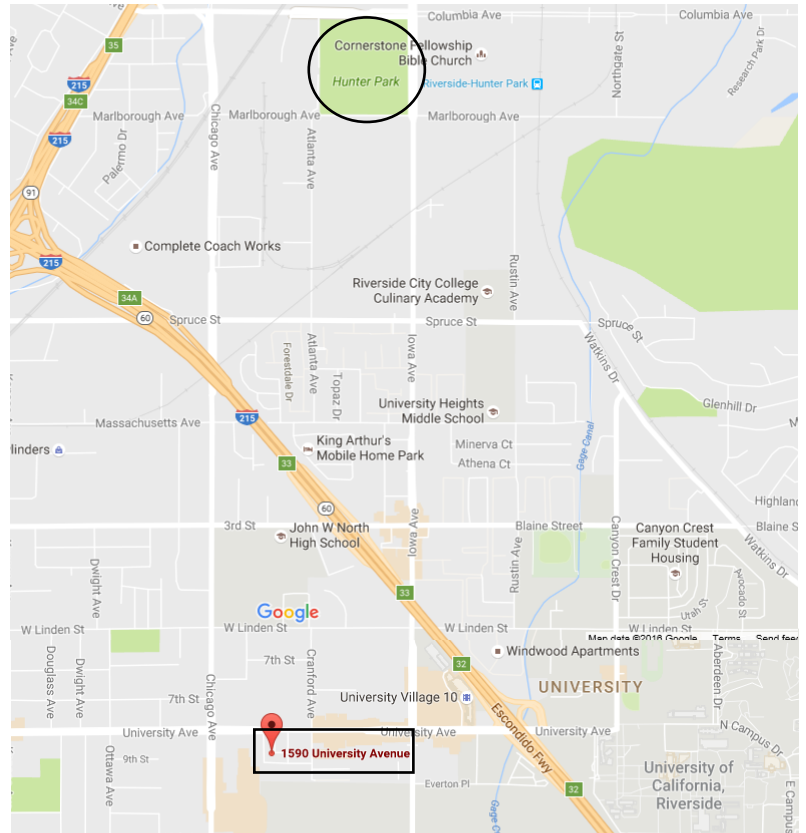 Columbia Ave
Columbia Ave
35
Cornerstone Fellowship
Bible Church
Northgate St
Research Park Dr
Hunter Park
Riverside-Hunter Park
215
34C
Marlborough Ave
Marlborough Ave
Marlborough Ave
Chicago Ave
Atlanta Ave
215
Palermo Dr
91
Complete Coach Works
215
Rustin Ave
Riverside City College
Culinary Academy
34A
60
Spruce St
Spruce St
Spruce St
Iowa Ave
Watkins Dr
Forestdale Dr
Atlanta Ave
Topaz Dr
University Heights
Middle School
Glenhill Dr
215
Massachusetts Ave
Gage Canal
linders
King Arthur's
Mobile Home Park
Minerva Ct
Athena Ct
33
Highland
60
3rd St
John W North
High School
Iowa Ave
Blaine Street
Canyon Crest Dr
Canyon Crest
Family Student
Housing
Blaine S
Watkins Dr
Rustin Ave
Dwight Ave
33
Avocado St
Utah St
Google
W Linden St
W Linden St
W Linden St
W Linden St
Map data ©2016 Google
Terms
Send feed
Douglass Ave
Dwight Ave
7th St
Cranford Ave
32
Windwood Apartments
Aberdeen Dr
7th St
Chicago Ave
University Village 10
UNIVERSITY
Escondido Fwy
N Campus Dr
University Ave
University Ave
University Ave
1590 University Avenue
Ottawa Ave
9th St
University of
California,
Riverside
Everton Pl
32
E Campus
Gage C